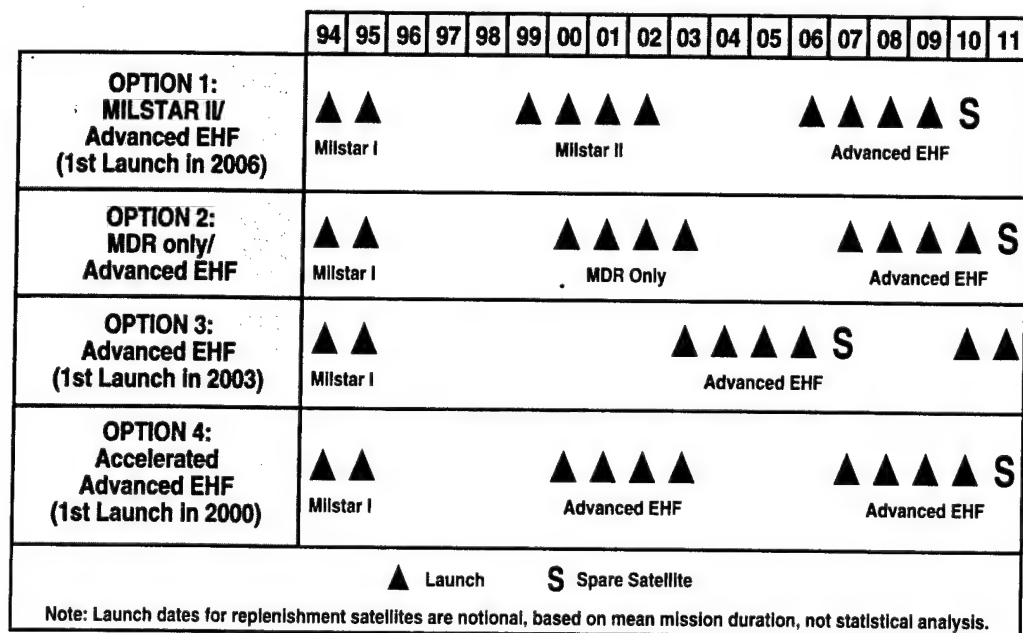 94 95 96 97 98 99 00 01 02 03 04 05 06 07 08 09 10 11
OPTION 1:
MILSTAR II/
Advanced EHF
(1st Launch in 2006)
Milstar I
Milstar II
S
Advanced EHF
OPTION 2:
MDR only/
Advanced EHF
Milstar I
MDR Only
S
Advanced EHF
OPTION 3:
Advanced EHF
(1st Launch in 2003)
Milstar I
S
Advanced EHF
OPTION 4:
Accelerated
Advanced EHF
(1st Launch in 2000)
Milstar I
Advanced EHF
S
Advanced EHF
Launch S Spare Satellite
Note: Launch dates for replenishment satellites are notional, based on mean mission duration, not statistical analysis.